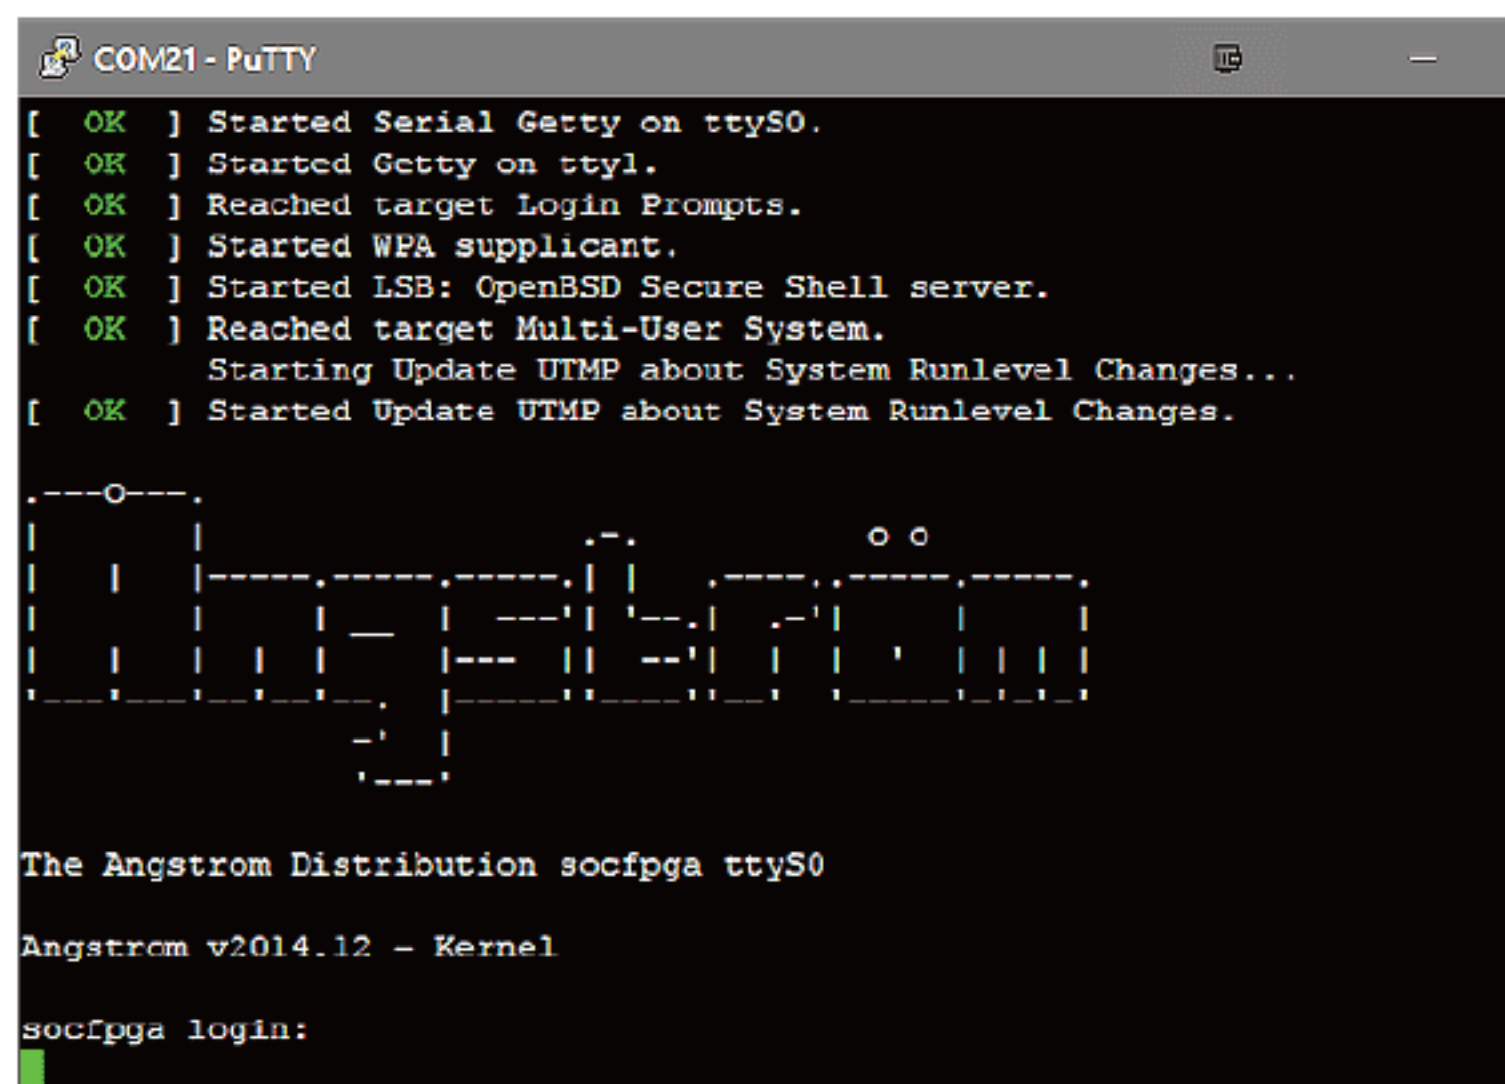 COM21 - PuTTY
[  OK  ] Started Serial Getty on ttyS0.
[  OK  ] Started Getty on tty1.
[  OK  ] Reached target Login Prompts.
[  OK  ] Started WPA supplicant.
[  OK  ] Started LSB: OpenBSD Secure Shell server.
[  OK  ] Reached target Multi-User System.
         Starting Update UTMP about System Runlevel Changes...
[  OK  ] Started Update UTMP about System Runlevel Changes.
Angstrom
The Angstrom Distribution socfpga ttyS0
Angstrom v2014.12 - Kernel
socfpga login: